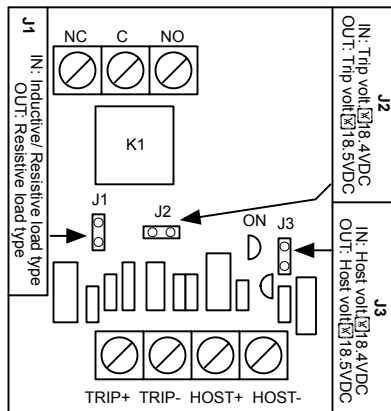 J1
IN: Inductive/ Resistive load type
OUT: Resistive load type
NC C NO
K1
J1
J2
ON
J3
TRIP+ TRIP- HOST+ HOST-
J2
IN: Trip volt. 18.4VDC
OUT: Trip volt. 18.5VDC
J3
IN: Host volt. 18.4VDC
OUT: Host volt. 18.5VDC